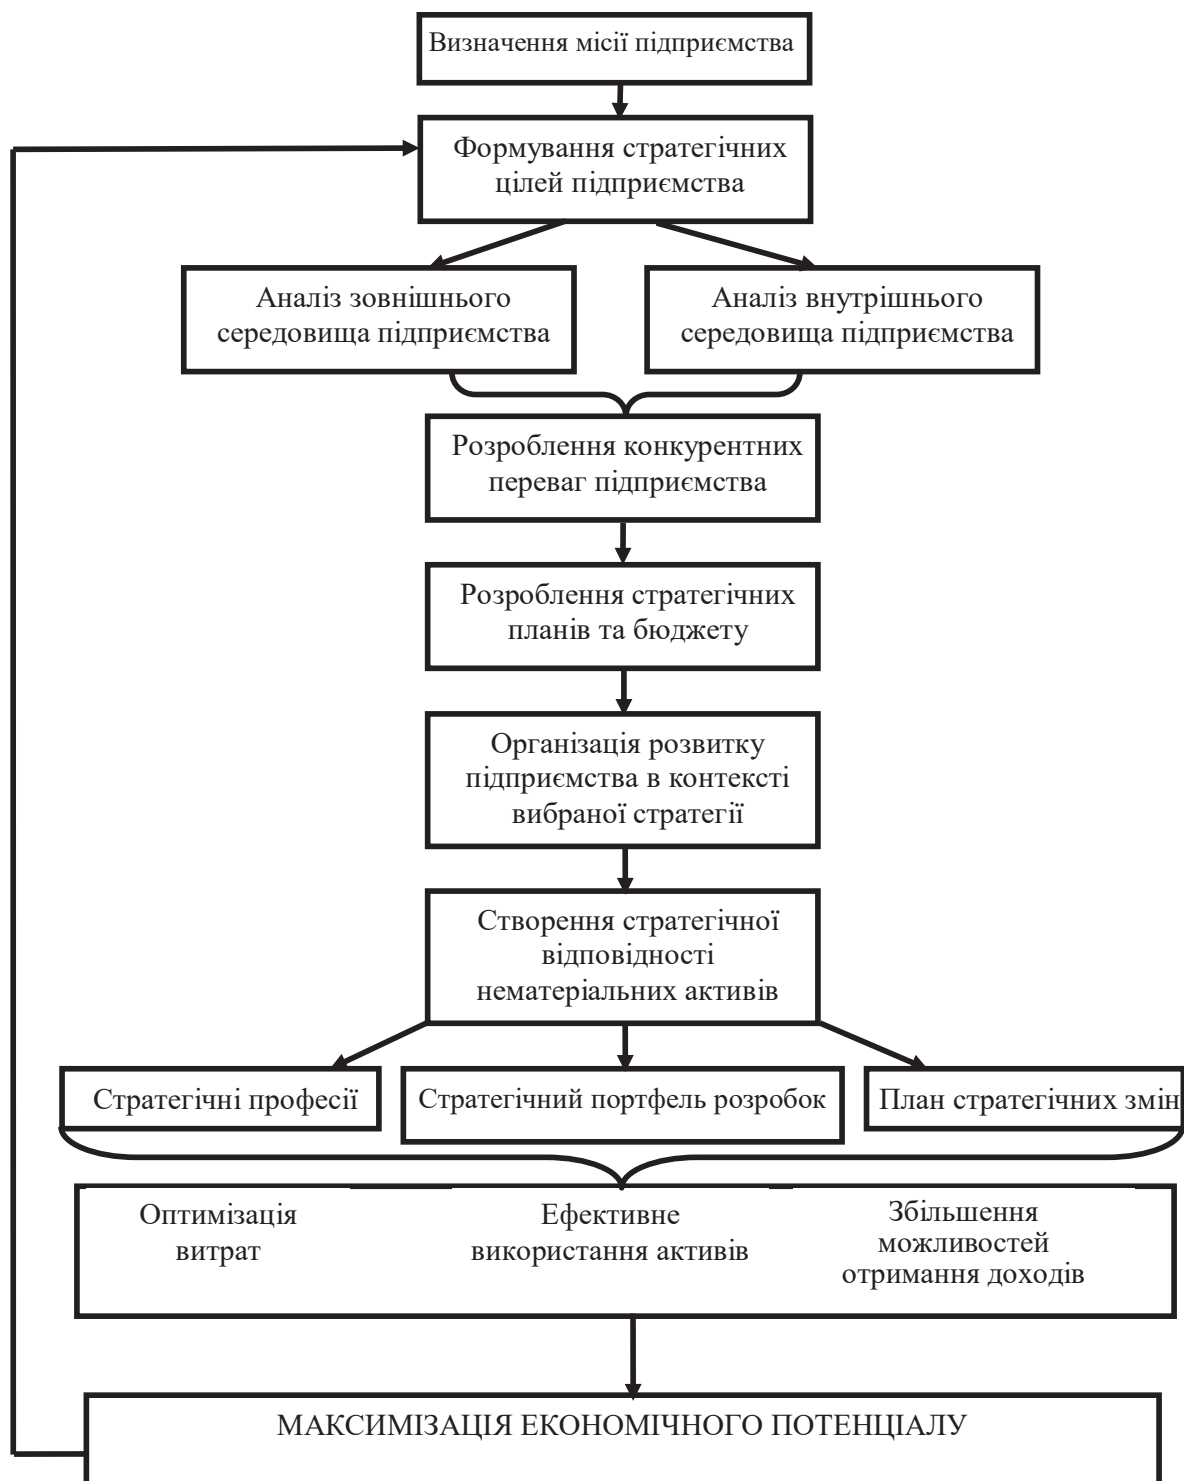 Визначення місії підприємства
Формування стратегічних
цілей підприємства
Аналіз зовнішнього
середовища підприємства
Аналіз внутрішнього
середовища підприємства
Розроблення конкурентних
переваг підприємства
Розроблення стратегічних
планів та бюджету
Організація розвитку
підприємства в контексті
вибраної стратегії
Створення стратегічної
відповідності
нематеріальних активів
Стратегічні професії
Стратегічний портфель розробок
План стратегічних змін
Оптимізація
витрат
Ефективне
використання активів
Збільшення
можливостей
отримання доходів
МАКСИМІЗАЦІЯ ЕКОНОМІЧНОГО ПОТЕНЦІАЛУ